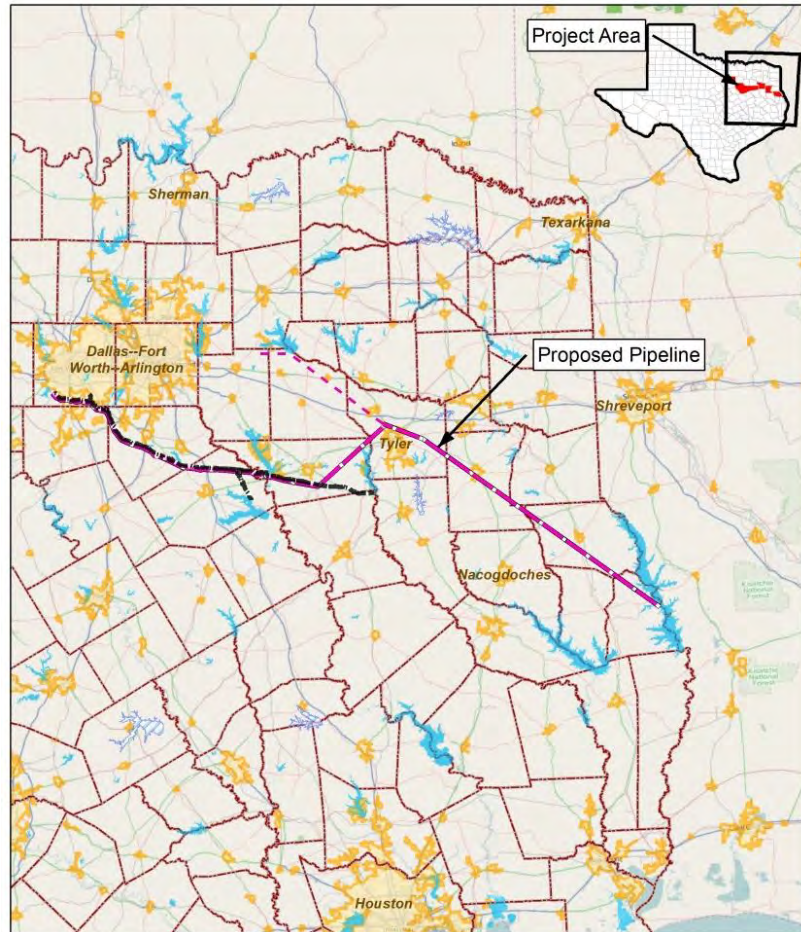 Project Area
Sherman
Texarkana
Dallas--Fort
Worth--Arlington
Proposed Pipeline
Shreveport
Tyler
Nacogdoches
Houston